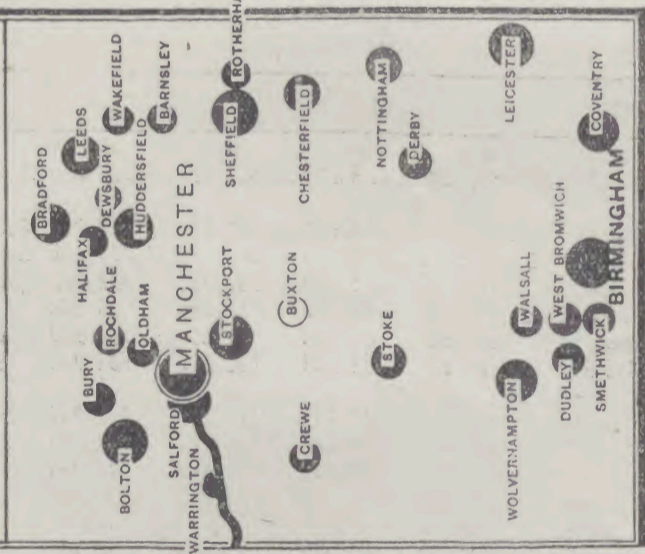 BRADFORD
LEEDS
WAKEFIELD
DEWSBURY
HALIFAX
HUDDERSFIELD
BARNSLEY
ROCHDALE
BURY
OLDHAM
BOLTON
MANCHESTER
SALFORD
WARRINGTON
STOCKPORT
SHEFFIELD
CHESTERFIELD
BUXTON
CREWE
STOKE
NOTTINGHAM
DERBY
LEICESTER
COVENTRY
WALSALL
WEST BROMWICH
WOLVERHAMPTON
DUDLEY
SMETHWICK
BIRMINGHAM